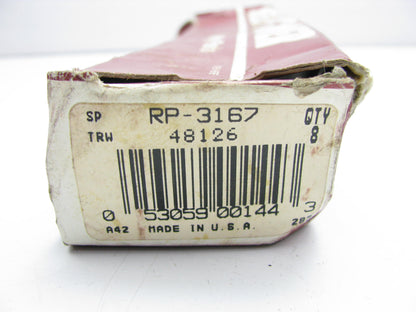 SP RP-3167 QTY
TRW 48126 8
0 53059 00144 3
A42 MADE IN U.S.A.